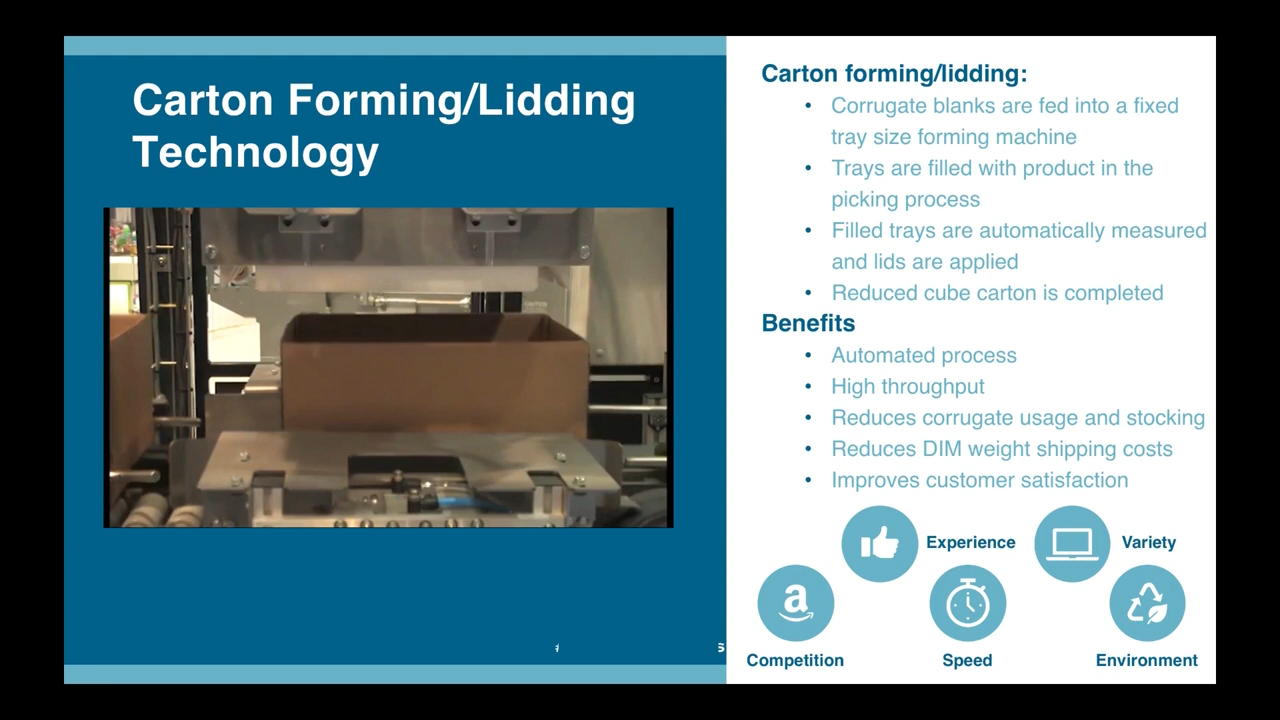 Carton Forming/Lidding
Technology
Carton forming/lidding:
• Corrugate blanks are fed into a fixed
tray size forming machine
• Trays are filled with product in the
picking process
• Filled trays are automatically measured
and lids are applied
• Reduced cube carton is completed
Benefits
• Automated process
• High throughput
• Reduces corrugate usage and stocking
• Reduces DIM weight shipping costs
• Improves customer satisfaction
Experience
Variety
a
Competition
Speed
Environment